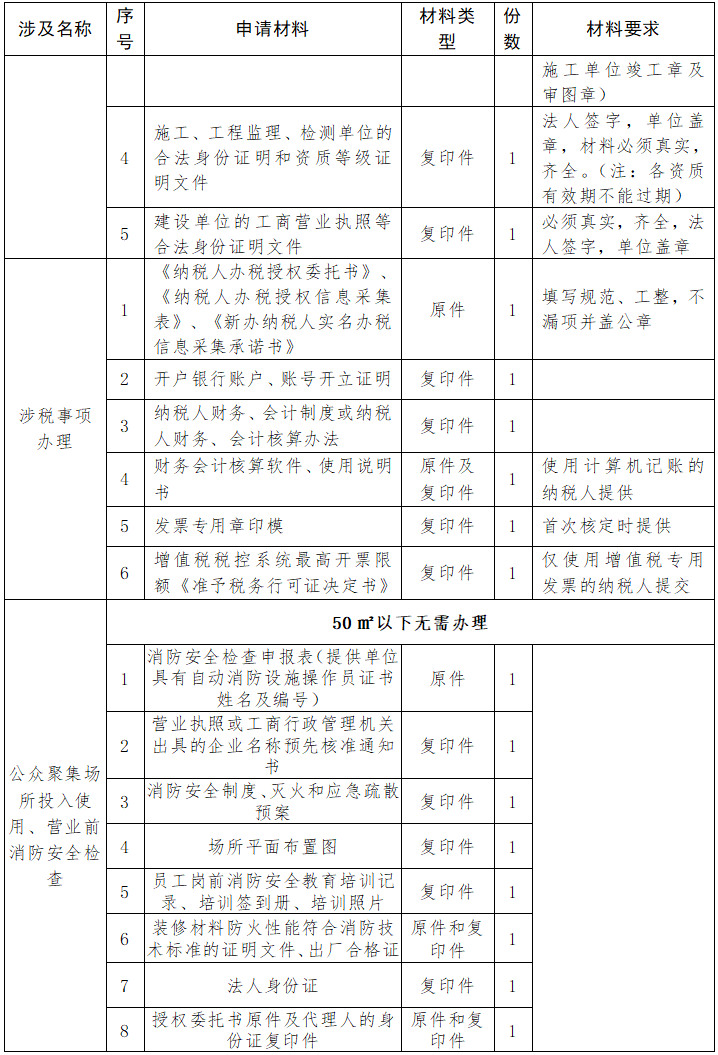 涉及名称 序号 申请材料 材料类型 份数 材料要求
施工单位竣工章及
审图章）
4 施工、工程监理、检测单位的
合法身份证明和资质等级证
明文件
复印件 1
法人签字，单位盖
章，材料必须真实，
齐全。（注：各资质
有效期不能过期）
5 建设单位的工商营业执照等
合法身份证明文件
复印件 1
必须真实，齐全，法
人签字，单位盖章
涉税事项
办理
1 《纳税人办税授权委托书》、
《纳税人办税授权信息采集
表》、《新办纳税人实名办税
信息采集承诺书》
原件 1
填写规范、工整，不
漏项并盖公章
2 开户银行账户、账号开立证明 复印件 1
3 纳税人财务、会计制度或纳税
人财务、会计核算办法
复印件 1
4 财务会计核算软件、使用说明
书
原件及
复印件
1
使用计算机记账的
纳税人提供
5 发票专用章印模 复印件 1 首次核定时提供
6 增值税税控系统最高开票限
额《准予税务行可证决定书》
复印件 1
仅使用增值税专用
发票的纳税人提交
公众聚集场
所投入使
用、营业前
消防安全检
查
50㎡以下无需办理
1 消防安全检查申报表（提供单位
具有自动消防设施操作员证书
姓名及编号）
原件 1
2 营业执照或工商行政管理机关
出具的企业名称预先核准通知
书
复印件 1
3 消防安全制度、灭火和应急疏散
预案
复印件 1
4 场所平面布置图 复印件 1
5 员工岗前消防安全教育培训记
录、培训签到册、培训照片
复印件 1
6 装修材料防火性能符合消防技
术标准的证明文件、出厂合格证
原件和复
印件
1
7 法人身份证 复印件 1
8 授权委托书原件及代理人的身
份证复印件
原件和复
印件
1